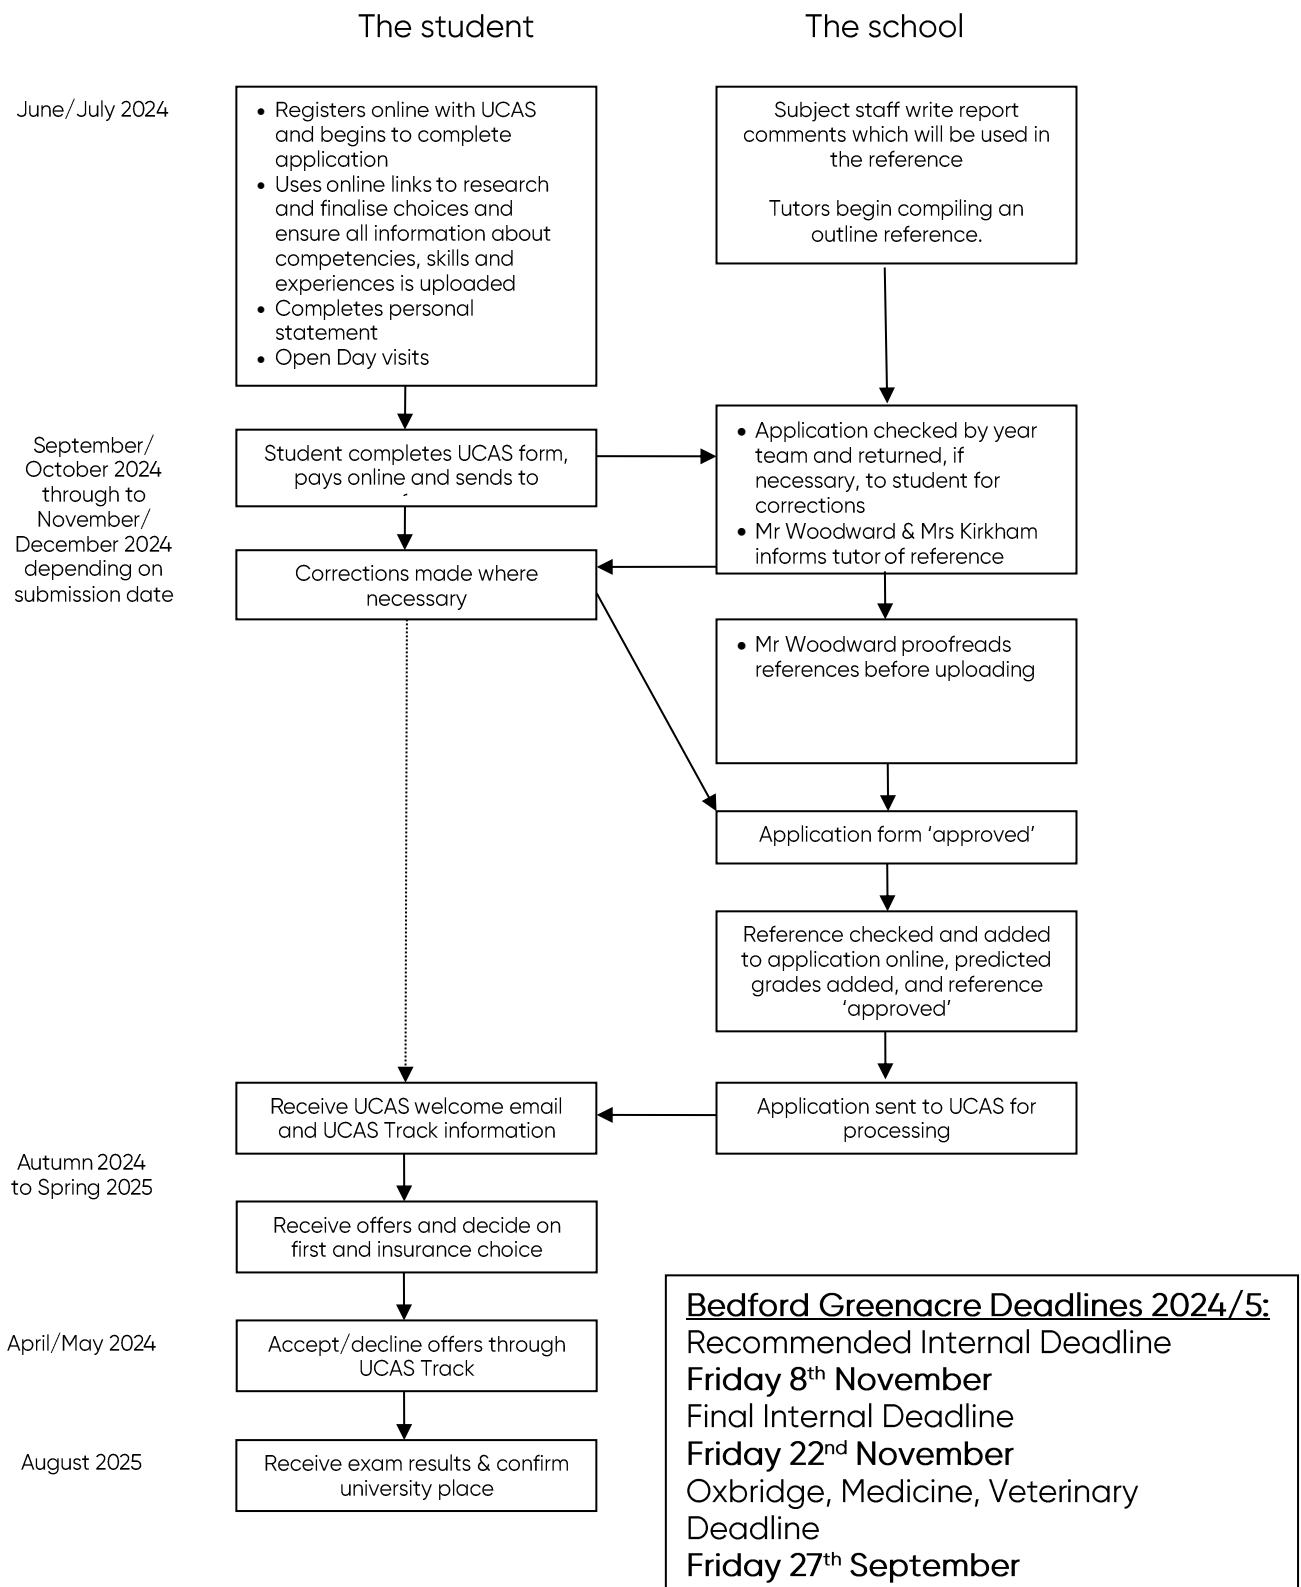 The student
The school
June/July 2024
• Registers online with UCAS
and begins to complete
application
• Uses online links to research
and finalise choices and
ensure all information about
competencies, skills and
experiences is uploaded
• Completes personal
statement
• Open Day visits
Subject staff write report
comments which will be used in
the reference
Tutors begin compiling an
outline reference.
September/
October 2024
through to
November/
December 2024
depending on
submission date
Student completes UCAS form,
pays online and sends to
• Application checked by year
team and returned, if
necessary, to student for
corrections
• Mr Woodward & Mrs Kirkham
informs tutor of reference
Corrections made where
necessary
• Mr Woodward proofreads
references before uploading
Application form ‘approved’
Reference checked and added
to application online, predicted
grades added, and reference
‘approved’
Receive UCAS welcome email
and UCAS Track information
Application sent to UCAS for
processing
Autumn 2024
to Spring 2025
Receive offers and decide on
first and insurance choice
April/May 2024
Accept/decline offers through
UCAS Track
August 2025
Receive exam results & confirm
university place
Bedford Greenacre Deadlines 2024/5:
Recommended Internal Deadline
Friday 8th November
Final Internal Deadline
Friday 22nd November
Oxbridge, Medicine, Veterinary
Deadline
Friday 27th September